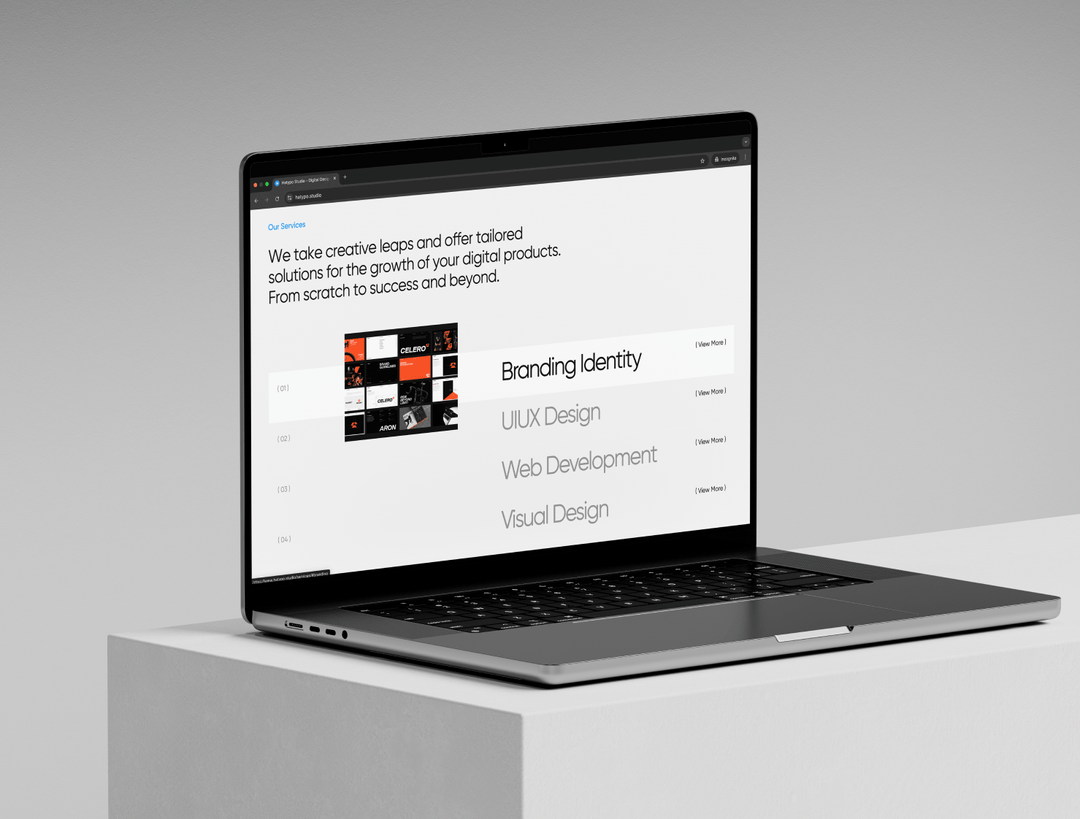 helypo Studio - Digital Des
helypo.studio
Incognito
Our Services
We take creative leaps and offer tailored
solutions for the growth of your digital products.
From scratch to success and beyond.
( 01 )
Branding Identity
( View More )
( 02 )
UIUX Design
( View More )
( 03 )
Web Development
( View More )
( 04 )
Visual Design
( View More )
CELERO
CELERO
ARON